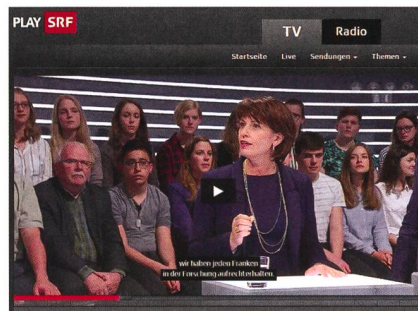 PLAY SRF
TV
Radio
Startseite
Live
Sendungen
Themen
wir haben jeden Franken
in der Forschung aufrechterhalten.